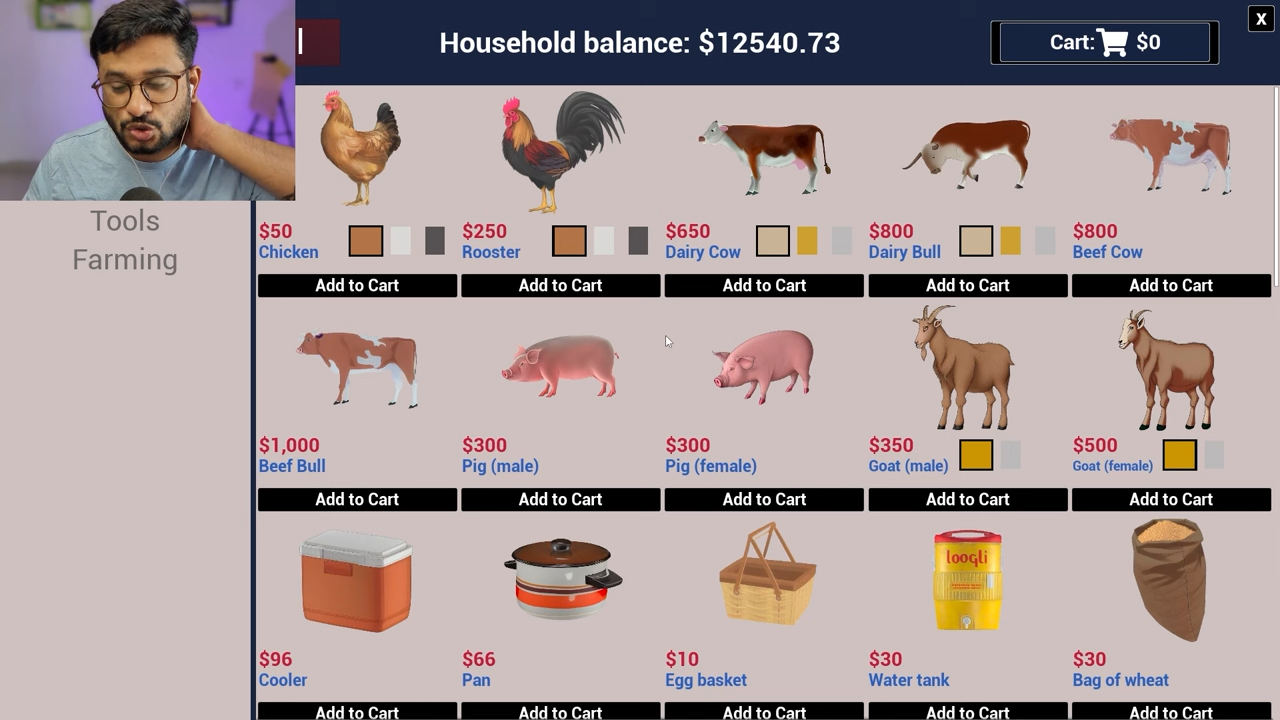 Household balance: $12540.73
Cart: $0
X
Tools
Farming
$50
Chicken
$250
Rooster
$650
Dairy Cow
$800
Dairy Bull
$800
Beef Cow
Add to Cart
Add to Cart
Add to Cart
Add to Cart
Add to Cart
$1,000
Beef Bull
$300
Pig (male)
$300
Pig (female)
$350
Goat (male)
$500
Goat (female)
Add to Cart
Add to Cart
Add to Cart
Add to Cart
Add to Cart
loogli
$96
Cooler
$66
Pan
$10
Egg basket
$30
Water tank
$30
Bag of wheat
Add to Cart
Add to Cart
Add to Cart
Add to Cart
Add to Cart